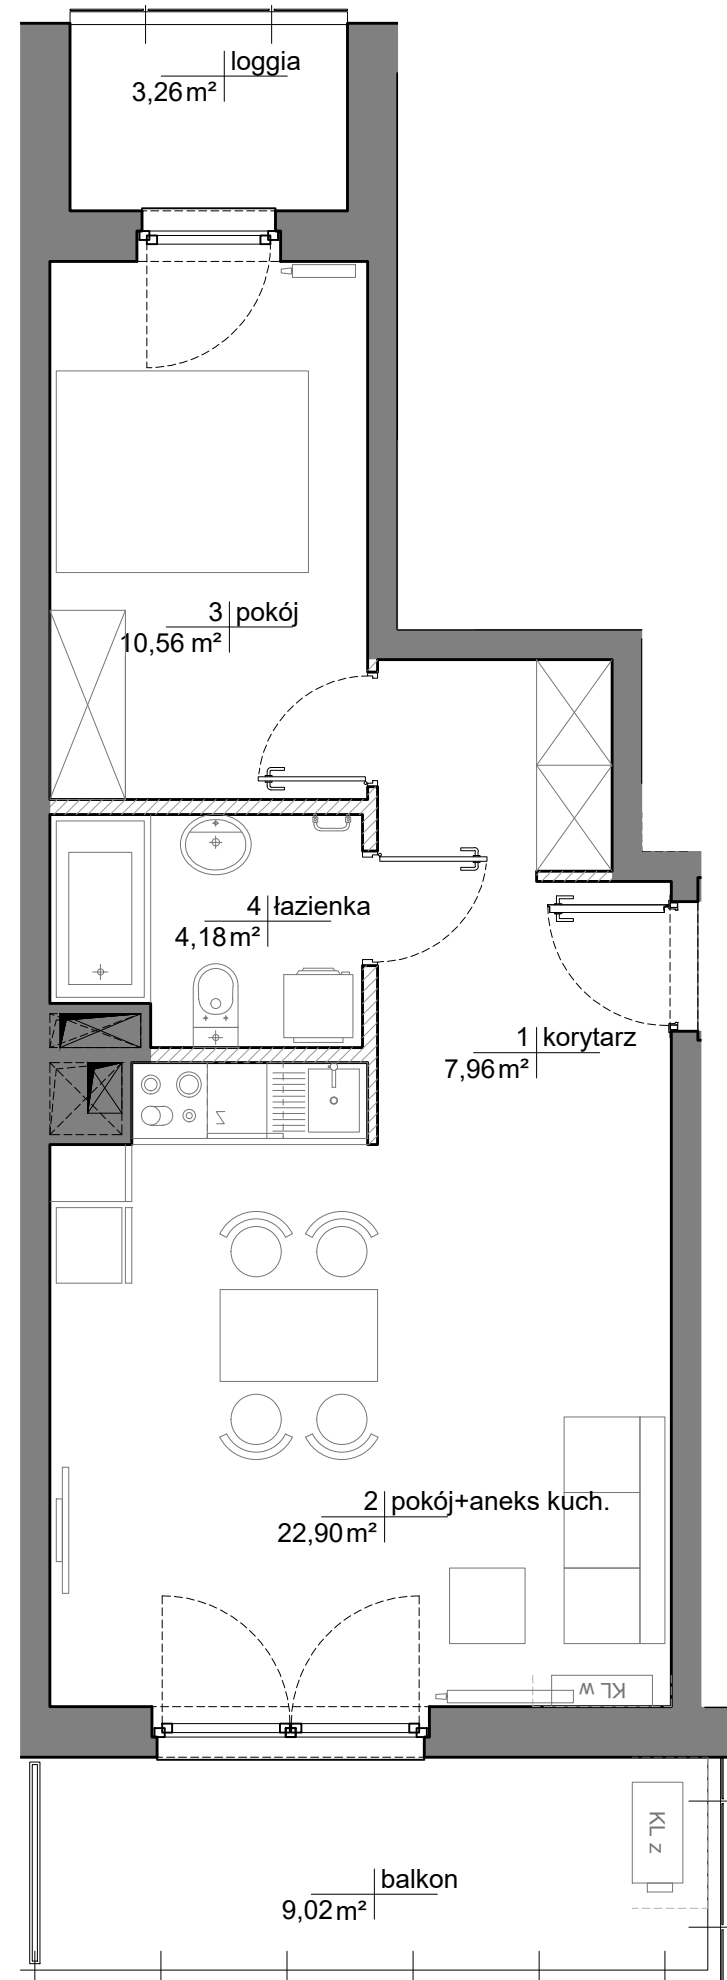 loggia
3,26 m²
3 pokój
10,56 m²
4 łazienka
4,18 m²
1 korytarz
7,96 m²
Z
2 pokój+aneks kuch.
22,90 m²
KL w
KL z
balkon
9,02 m²